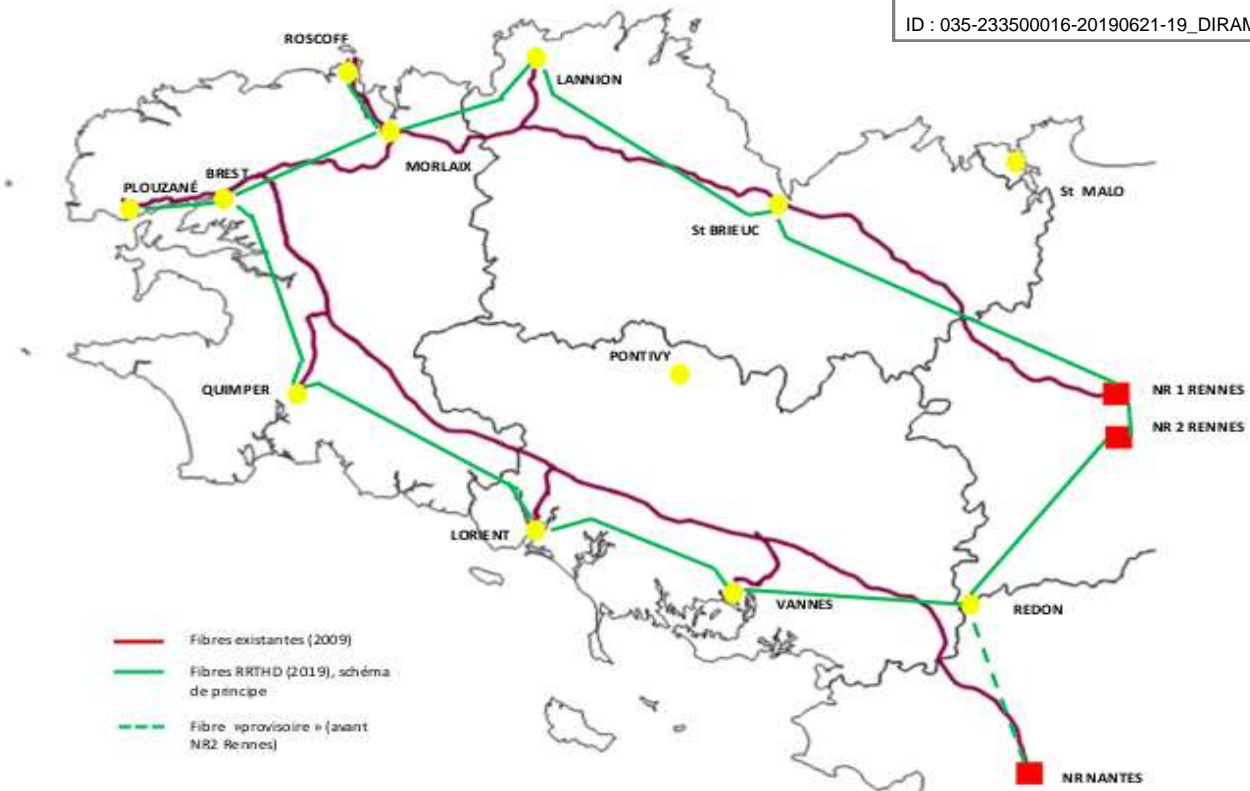 ID : 035-233500016-20190621-19_DIRAM
ROSCOFF
LANNION
MORLAIX
BREST
PLOUZANÉ
St MALO
St BRIEUC
PONTIVY
QUIMPER
NR 1 RENNES
NR 2 RENNES
LORIENT
VANNES
REDON
Fibres existantes (2009)
Fibres RRTHD (2019), schéma
de principe
Fibre »provisoire » (avant
NR2 Rennes)
NR NANTES